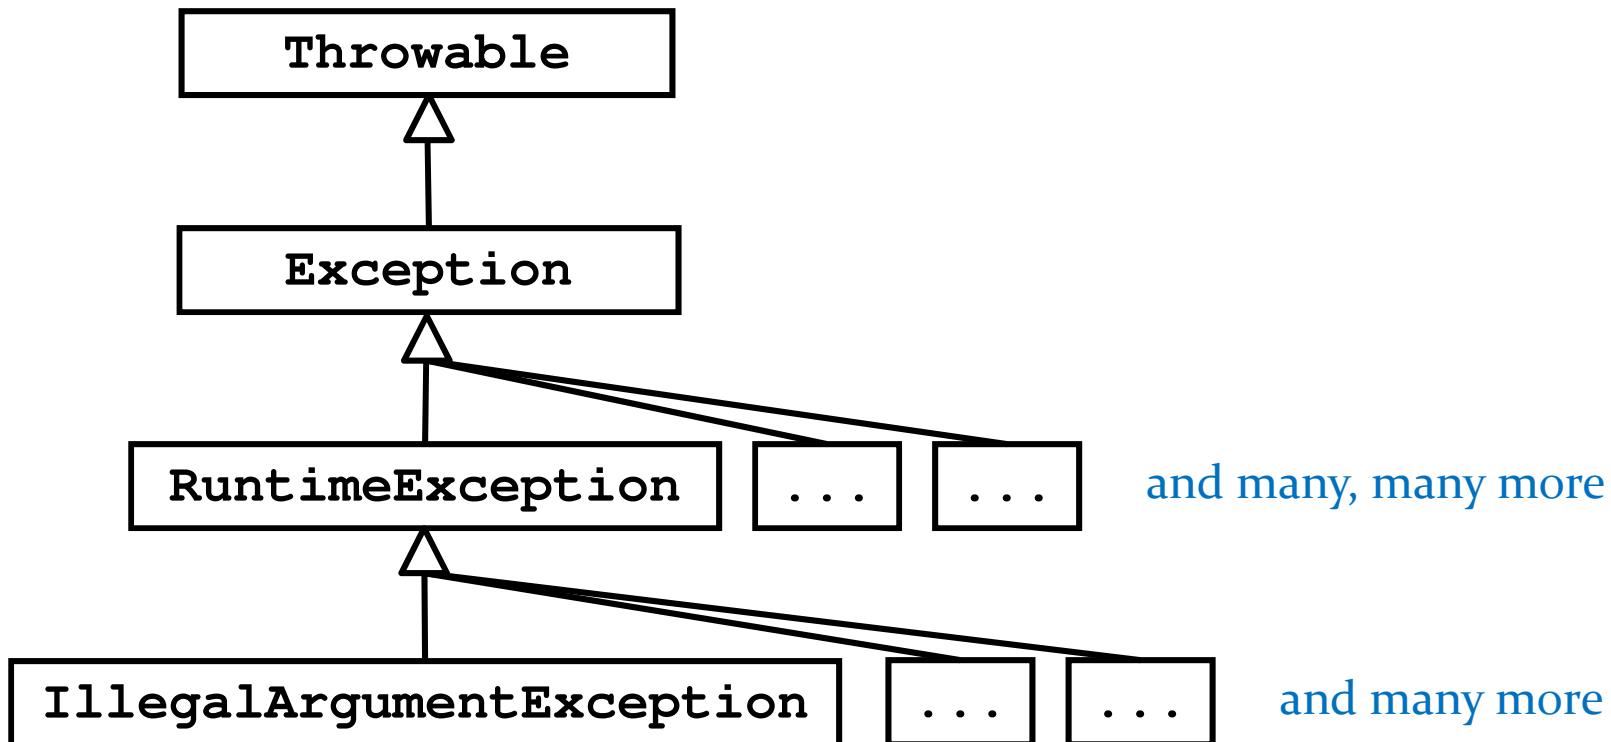 Throwable
Exception
RuntimeException ... ... and many, many more
IllegalArgumentException ... ... and many more